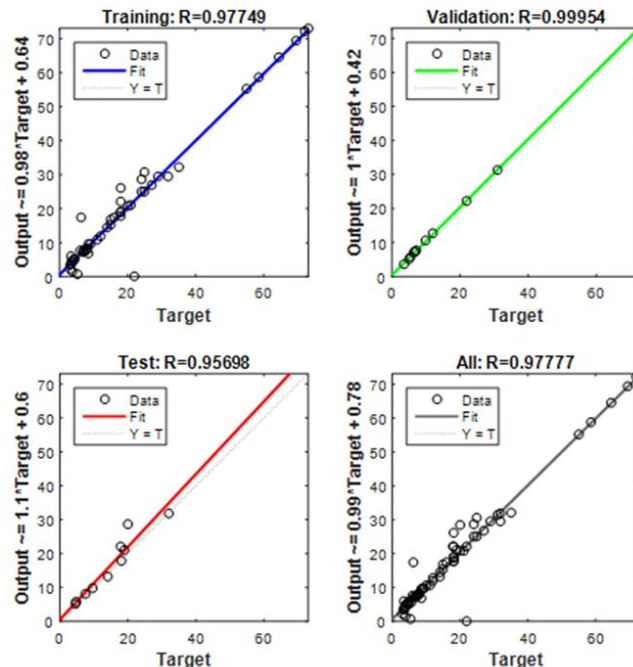 Training: R=0.97749
Output ~= 0.98*Target + 0.64
70
60
50
40
30
20
10
0
Data
Fit
Y = T
0
20
40
60
Target
Validation: R=0.99954
Output ~= 1*Target + 0.42
70
60
50
40
30
20
10
0
Data
Fit
Y = T
0
20
40
60
Target
Test: R=0.95698
Output ~= 1.1*Target + 0.6
70
60
50
40
30
20
10
0
Data
Fit
Y = T
0
20
40
60
Target
All: R=0.97777
Output ~= 0.99*Target + 0.78
70
60
50
40
30
20
10
0
Data
Fit
Y = T
0
20
40
60
Target